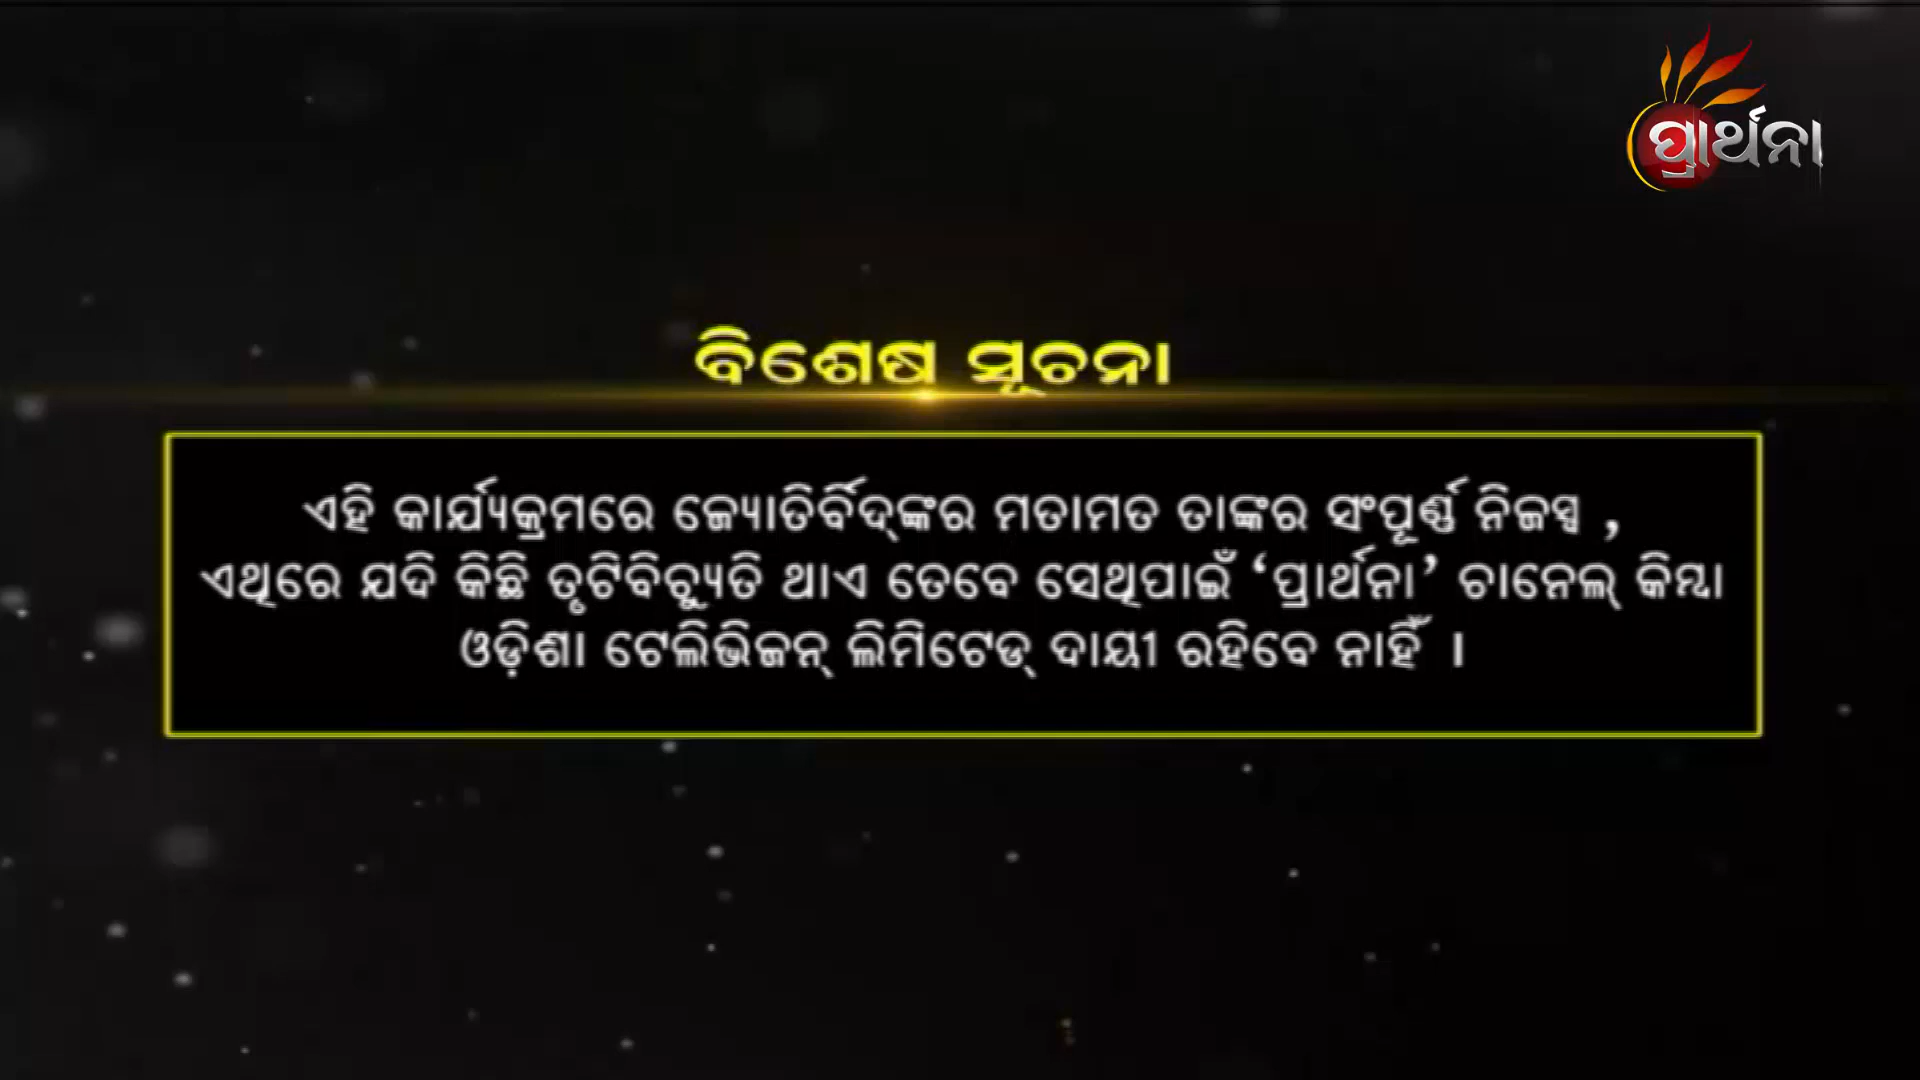 ପ୍ରାର୍ଥନା
ବିଶେଷ ସୂଚନା
ଏହି କାର୍ଯ୍ୟକ୍ରମରେ ଜ୍ୟୋତିର୍ବିଦ୍‌ଙ୍କର ମତାମତ ତାଙ୍କର ସଂପୂର୍ଣ୍ଣ ନିଜସ୍ୱ ,
ଏଥିରେ ଯଦି କିଛି ତୃଟିବିଚ୍ୟୁତି ଥାଏ ତେବେ ସେଥିପାଇଁ ‘ପ୍ରାର୍ଥନା’ ଚାନେଲ୍ କିମ୍ବା
ଓଡ଼ିଶା ଟେଲିଭିଜନ୍ ଲିମିଟେଡ୍ ଦାୟୀ ରହିବେ ନାହିଁ ।